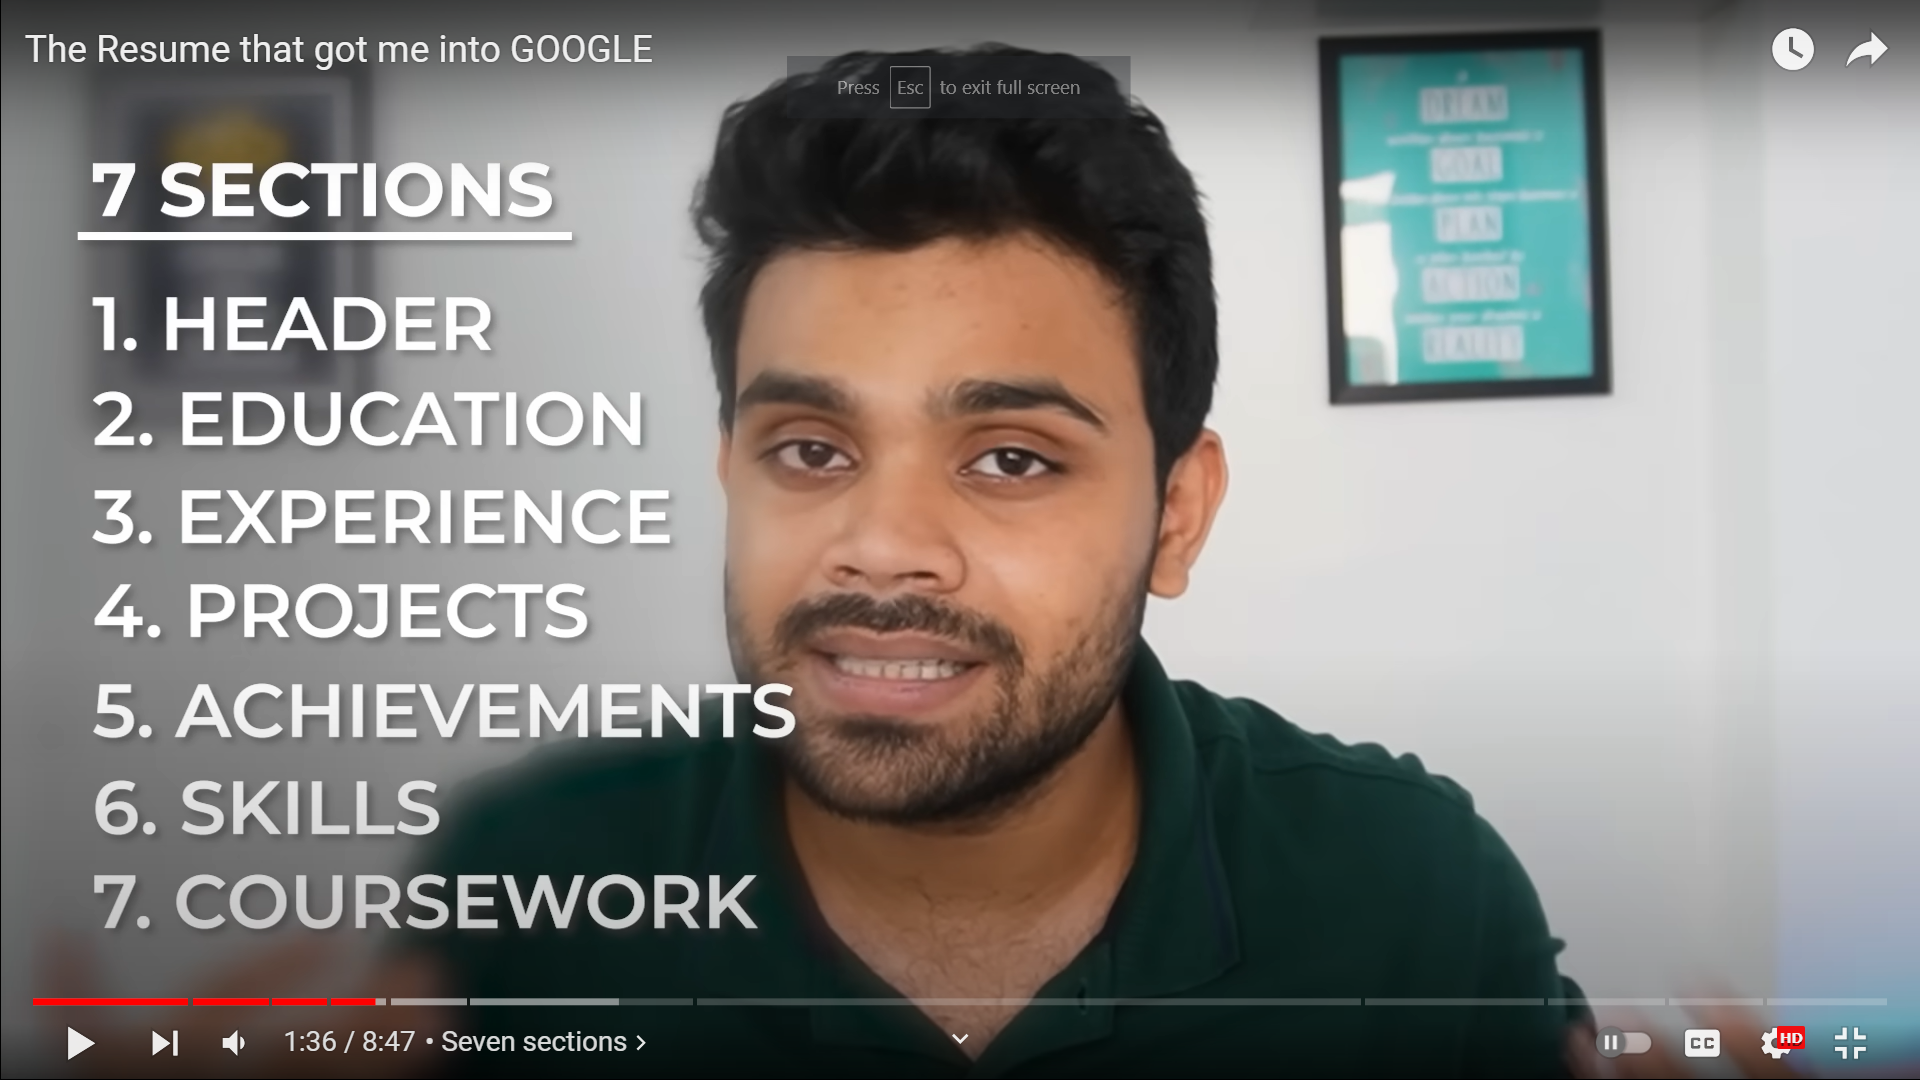 The Resume that got me into GOOGLE
Press Esc to exit full screen
7 SECTIONS
1. HEADER
2. EDUCATION
3. EXPERIENCE
4. PROJECTS
5. ACHIEVEMENTS
6. SKILLS
7. COURSEWORK
DREAM
GOAL
PLAN
ACTION
REALITY
1:36 / 8:47 • Seven sections ›
CC
HD